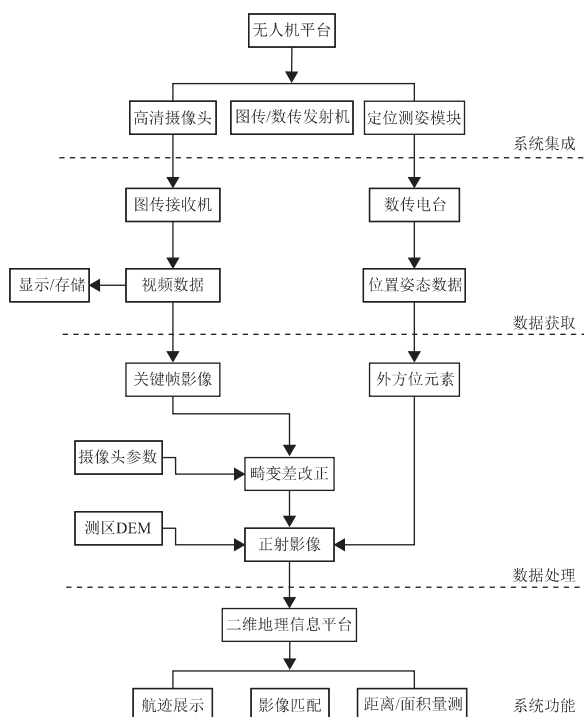 无人机平台
高清摄像头
图传/数传发射机
定位测姿模块
系统集成
图传接收机
数传电台
显示/存储
视频数据
位置姿态数据
数据获取
关键帧影像
外方位元素
摄像头参数
畸变差改正
测区DEM
正射影像
数据处理
二维地理信息平台
航迹展示
影像匹配
距离/面积量测
系统功能